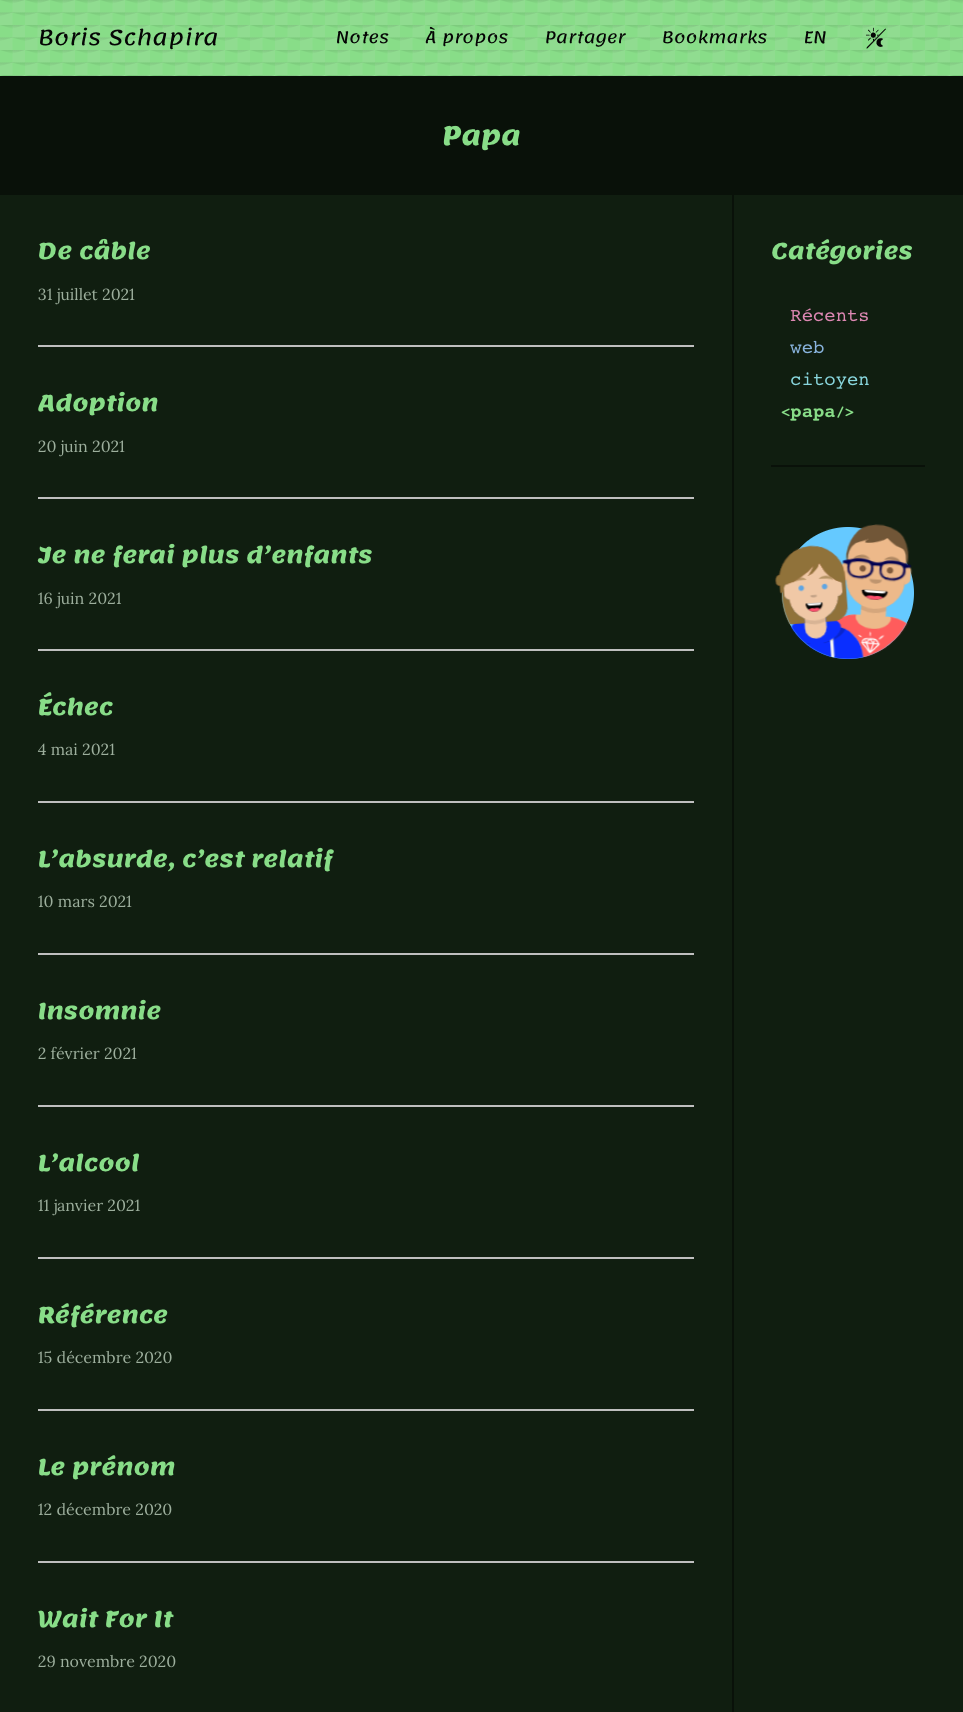 Boris Schapira
Notes À propos Partager Bookmarks EN
Papa
De câble
31 juillet 2021
Adoption
20 juin 2021
Je ne ferai plus d’enfants
16 juin 2021
Échec
4 mai 2021
L’absurde, c’est relatif
10 mars 2021
Insomnie
2 février 2021
L’alcool
11 janvier 2021
Référence
15 décembre 2020
Le prénom
12 décembre 2020
Wait For It
29 novembre 2020
Catégories
Récents
web
citoyen
<papa/>